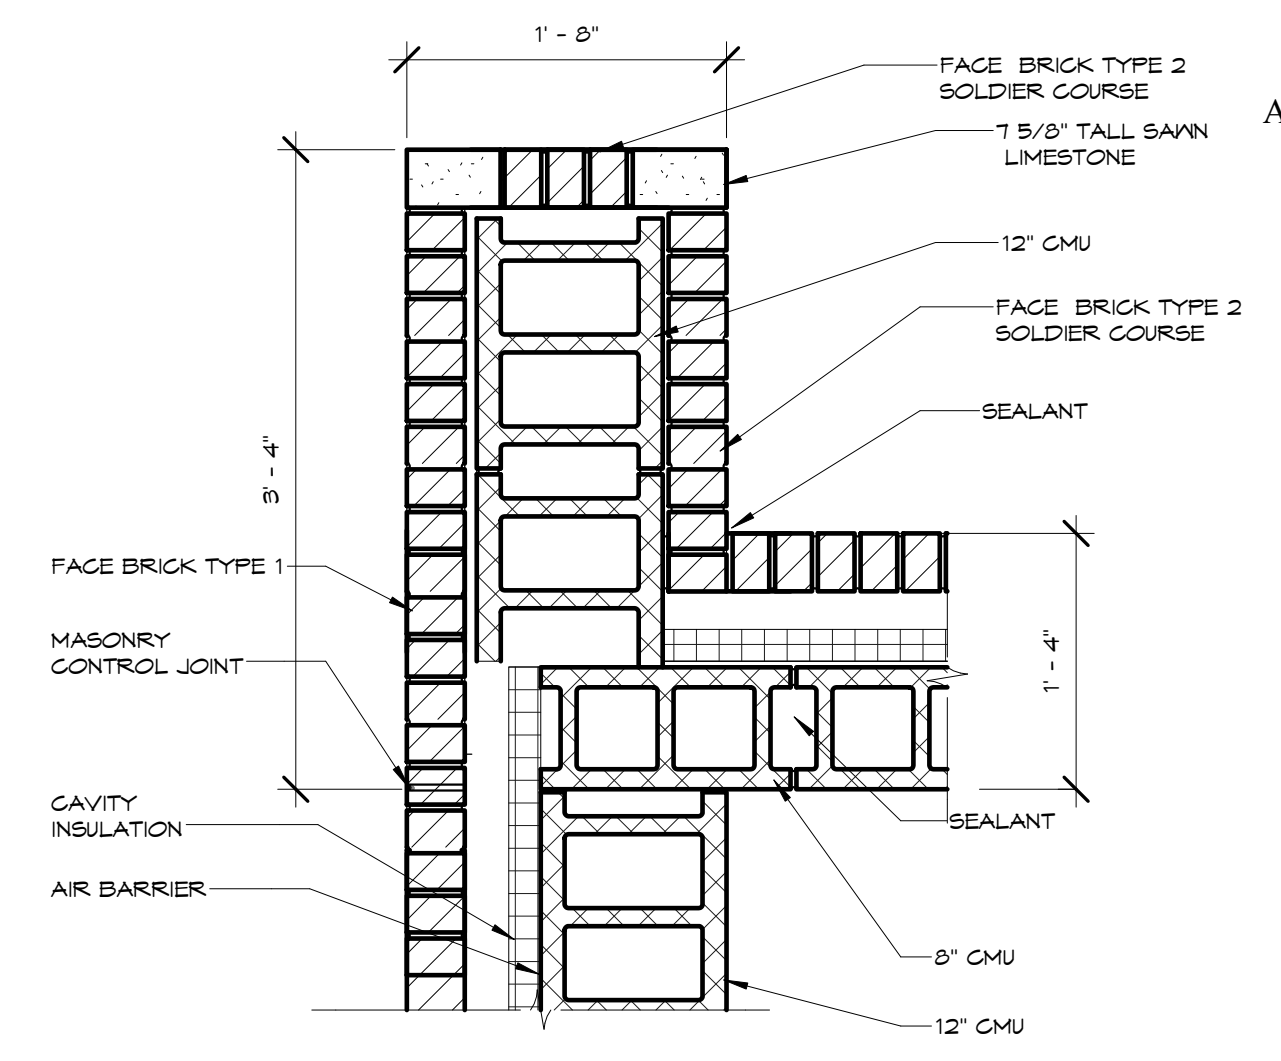 1' - 8"
FACE BRICK TYPE 2
SOLDIER COURSE
A
7 5/8" TALL SAWN
LIMESTONE
12" CMU
FACE BRICK TYPE 2
SOLDIER COURSE
SEALANT
3' - 4"
FACE BRICK TYPE 1
MASONRY
CONTROL JOINT
1' - 4"
CAVITY
INSULATION
SEALANT
AIR BARRIER
8" CMU
12" CMU